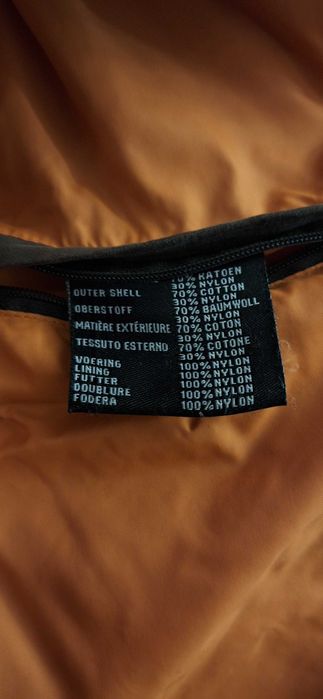 70% KATOEN
30% NYLON
OUTER SHELL 70% COTTON
30% NYLON
OBERSTOFF 70% BAUMWOLL
30% NYLON
MATIÈRE EXTÉRIEURE 70% COTON
30% NYLON
TESSUTO ESTERNO 70% COTONE
30% NYLON
VOERING 100% NYLON
LINING 100% NYLON
FUTTER 100% NYLON
DOUBLURE 100% NYLON
FODERA 100% NYLON